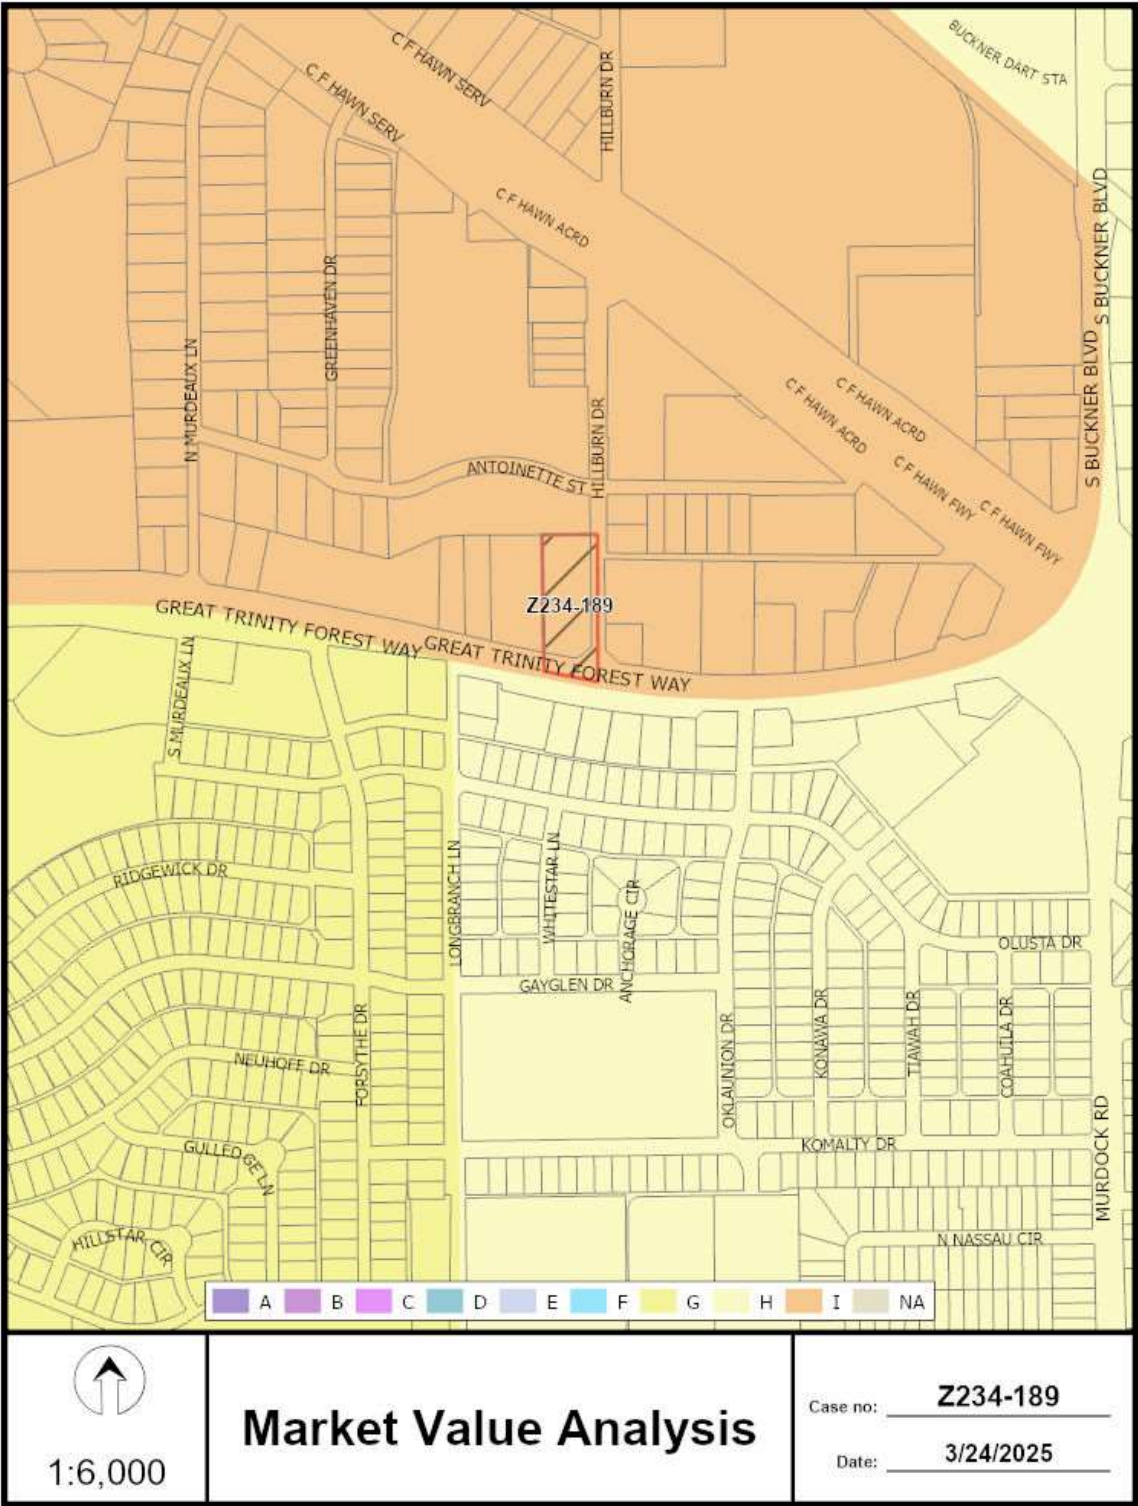 BUCKNER DART STA
C F HAWN SERV
HILLBURN DR
C F HAWN SERV
C F HAWN ACRD
S BUCKNER BLVD
GREENHAVEN DR
N MURDEAUX LN
S BUCKNER BLVD
C F HAWN ACRD
C F HAWN ACRD
HILLBURN DR
ANTOINETTE ST
C F HAWN FWY
C F HAWN FWY
Z234-189
GREAT TRINITY FOREST WAY
GREAT TRINITY FOREST WAY
S MURDEAUX LN
RIDGEWICK DR
LONGBRANCH LN
WHITESTAR LN
ANCHORAGE CIR
OLUSTA DR
GAYGLEN DR
FORSYTHE DR
NEUHOFF DR
OKLAUNION DR
KONAWA DR
TIAWAH DR
COAHUILA DR
GULLEDGE LN
KOMALTY DR
MURDOCK RD
HILLSTAR CIR
N NASSAU CIR
A B C D E F G H I NA
1:6,000
Market Value Analysis
Case no: Z234-189
Date: 3/24/2025